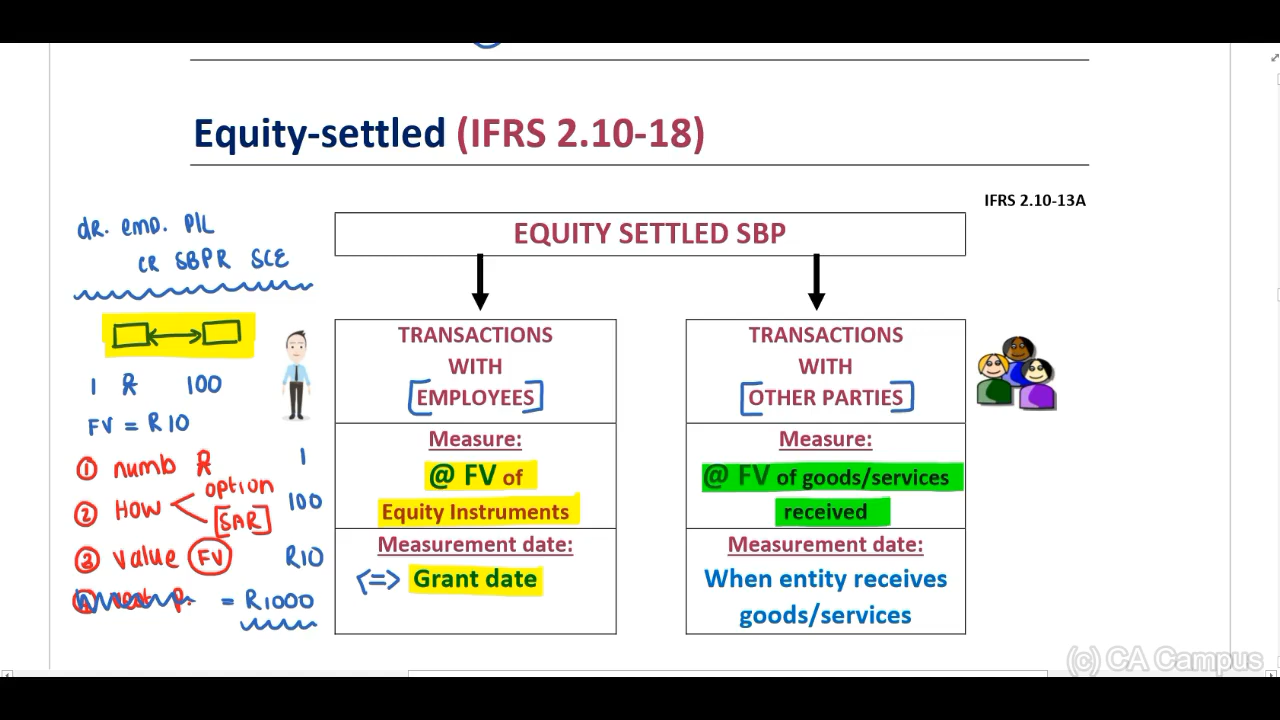 Equity-settled (IFRS 2.10-18)
IFRS 2.10-13A
dr. emp. P/L
CR SBPR SCE
1 100
FV = R10
① numb 1
② How option 100
[SAR]
③ value FV R10
= R1000
EQUITY SETTLED SBP
TRANSACTIONS
WITH
[EMPLOYEES]
Measure:
@ FV of
Equity Instruments
Measurement date:
<=> Grant date
TRANSACTIONS
WITH
[OTHER PARTIES]
Measure:
@ FV of goods/services
received
Measurement date:
When entity receives
goods/services
(c) CA Campus